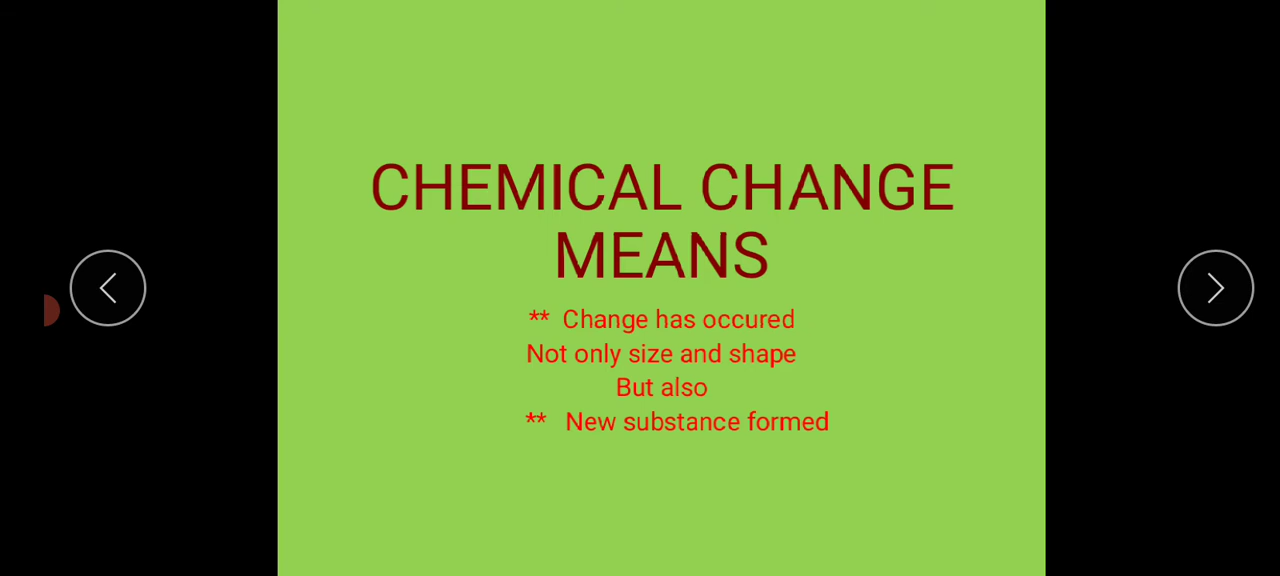 CHEMICAL CHANGE
MEANS
** Change has occured
Not only size and shape
But also
** New substance formed